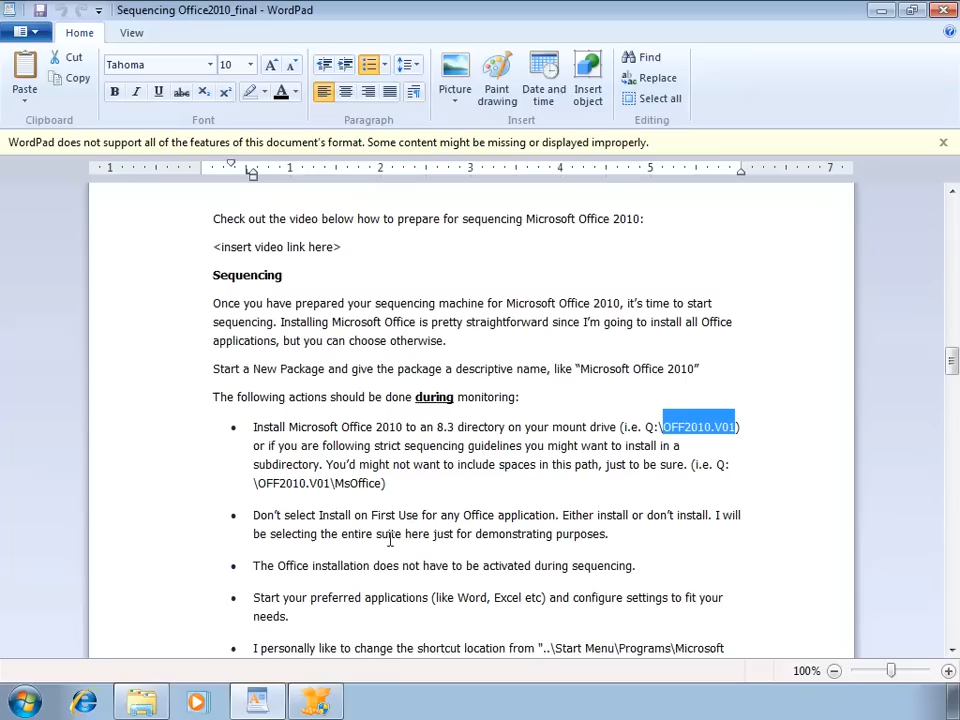 Sequencing Office2010_final - WordPad
Home
View
Paste
Cut
Copy
Clipboard
Tahoma
10
B I U abc X₂ X²
A
Font
Paragraph
Picture
Paint drawing
Date and time
Insert object
Insert
Find
Replace
Select all
Editing
WordPad does not support all of the features of this document's format. Some content might be missing or displayed improperly.
1 1 2 3 4 5 7
Check out the video below how to prepare for sequencing Microsoft Office 2010:
<insert video link here>
Sequencing
Once you have prepared your sequencing machine for Microsoft Office 2010, it's time to start
sequencing. Installing Microsoft Office is pretty straightforward since I'm going to install all Office
applications, but you can choose otherwise.
Start a New Package and give the package a descriptive name, like “Microsoft Office 2010”
The following actions should be done during monitoring:
• Install Microsoft Office 2010 to an 8.3 directory on your mount drive (i.e. Q:\OFF2010.V01)
or if you are following strict sequencing guidelines you might want to install in a
subdirectory. You'd might not want to include spaces in this path, just to be sure. (i.e. Q:
\OFF2010.V01\MsOffice)
• Don't select Install on First Use for any Office application. Either install or don't install. I will
be selecting the entire suite here just for demonstrating purposes.
• The Office installation does not have to be activated during sequencing.
• Start your preferred applications (like Word, Excel etc) and configure settings to fit your
needs.
• I personally like to change the shortcut location from "..\Start Menu\Programs\Microsoft
100%